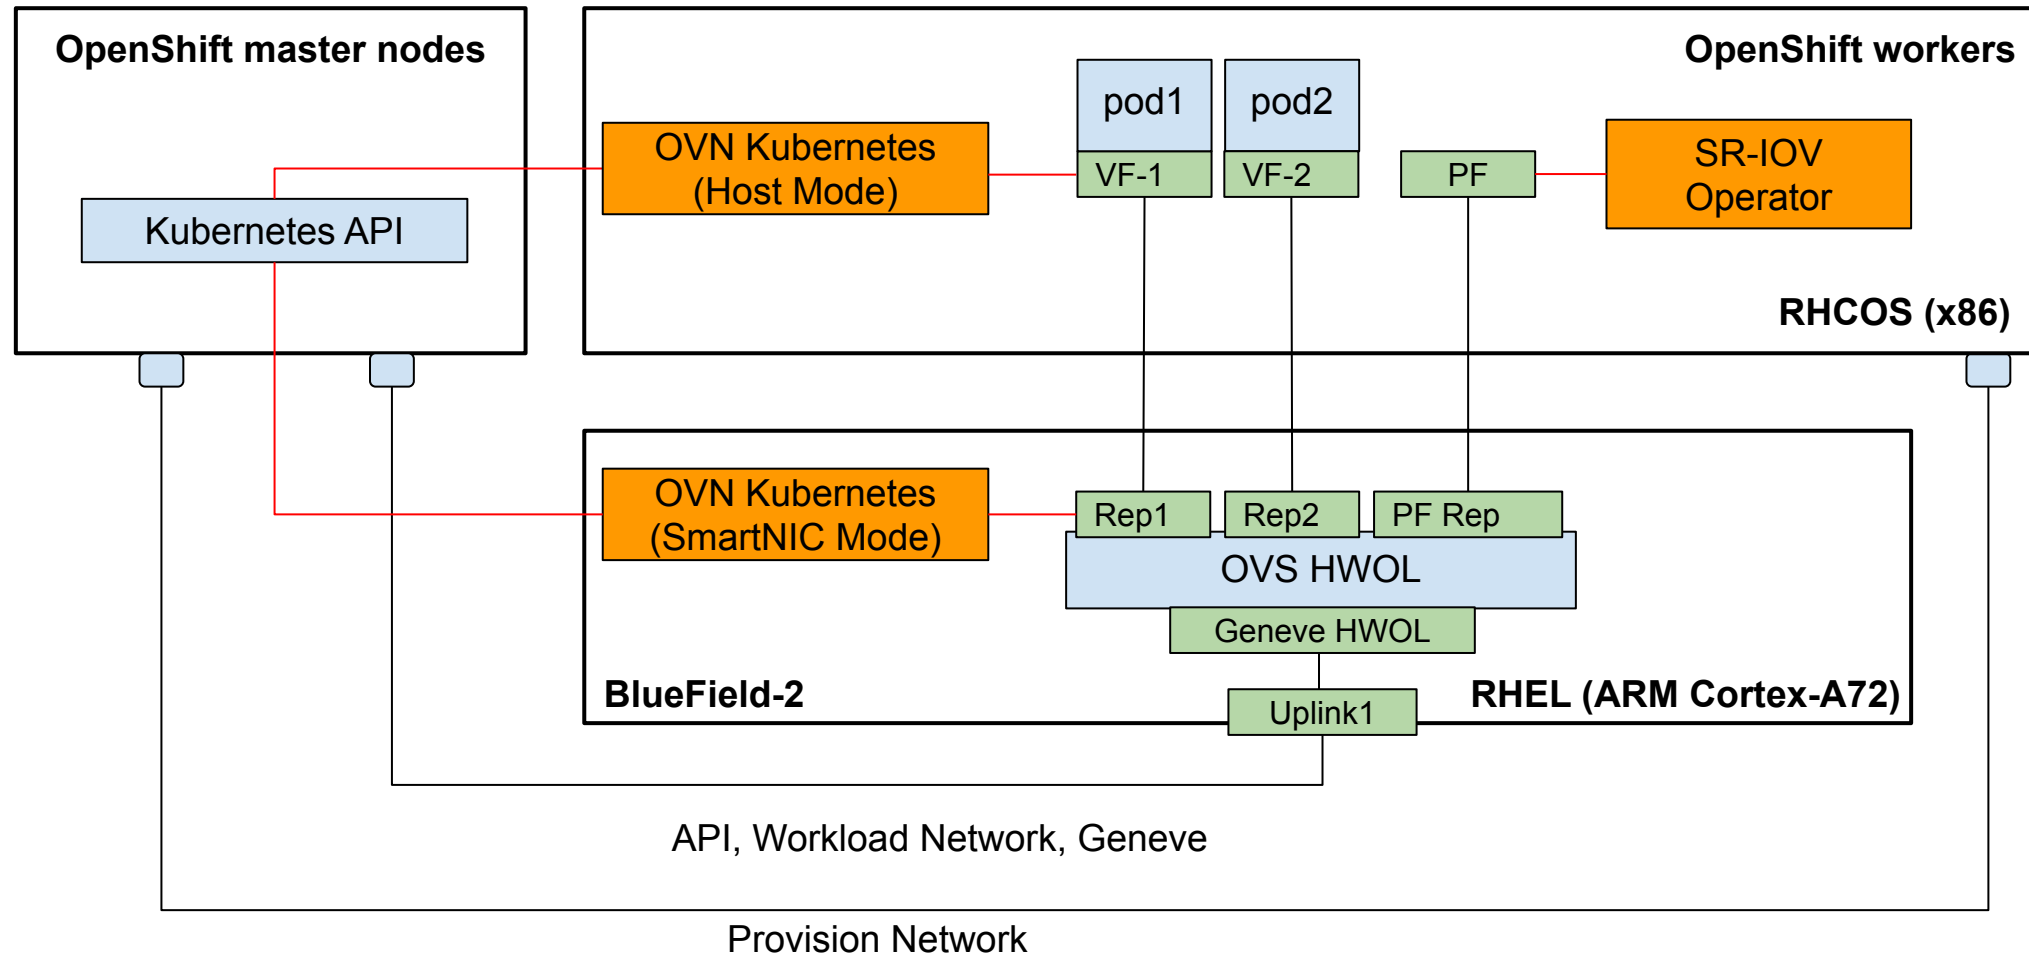 OpenShift master nodes
Kubernetes API
OpenShift workers
OVN Kubernetes
(Host Mode)
pod1
VF-1
pod2
VF-2
PF
SR-IOV
Operator
RHCOS (x86)
OVN Kubernetes
(SmartNIC Mode)
Rep1
Rep2
PF Rep
OVS HWOL
Geneve HWOL
BlueField-2
Uplink1
RHEL (ARM Cortex-A72)
API, Workload Network, Geneve
Provision Network